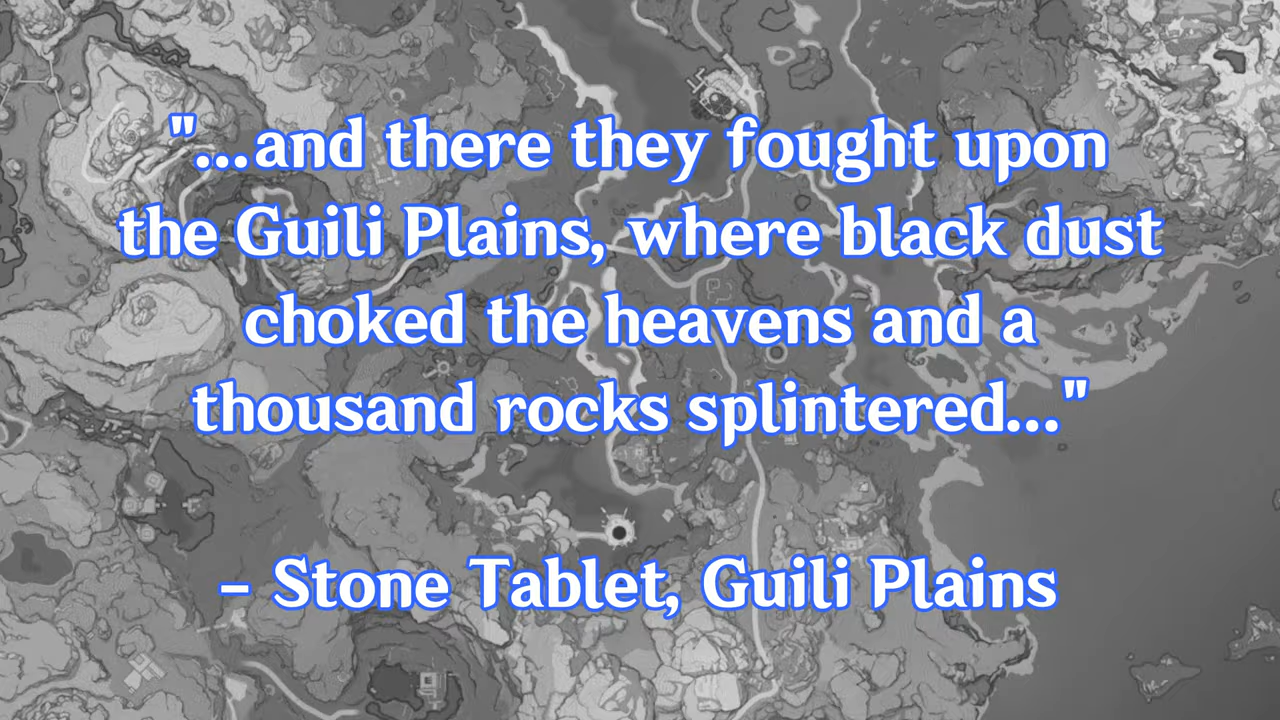 "...and there they fought upon
the Guili Plains, where black dust
choked the heavens and a
thousand rocks splintered..."
– Stone Tablet, Guili Plains